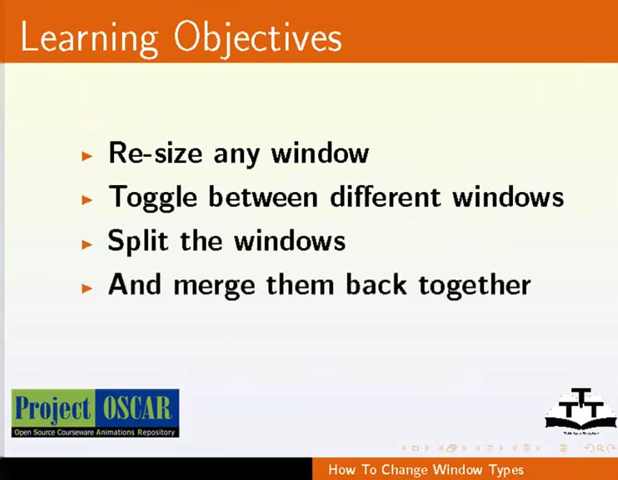 Learning Objectives
Re-size any window
Toggle between different windows
Split the windows
And merge them back together
Project OSCAR
Open Source Courseware Animations Repository
How To Change Window Types